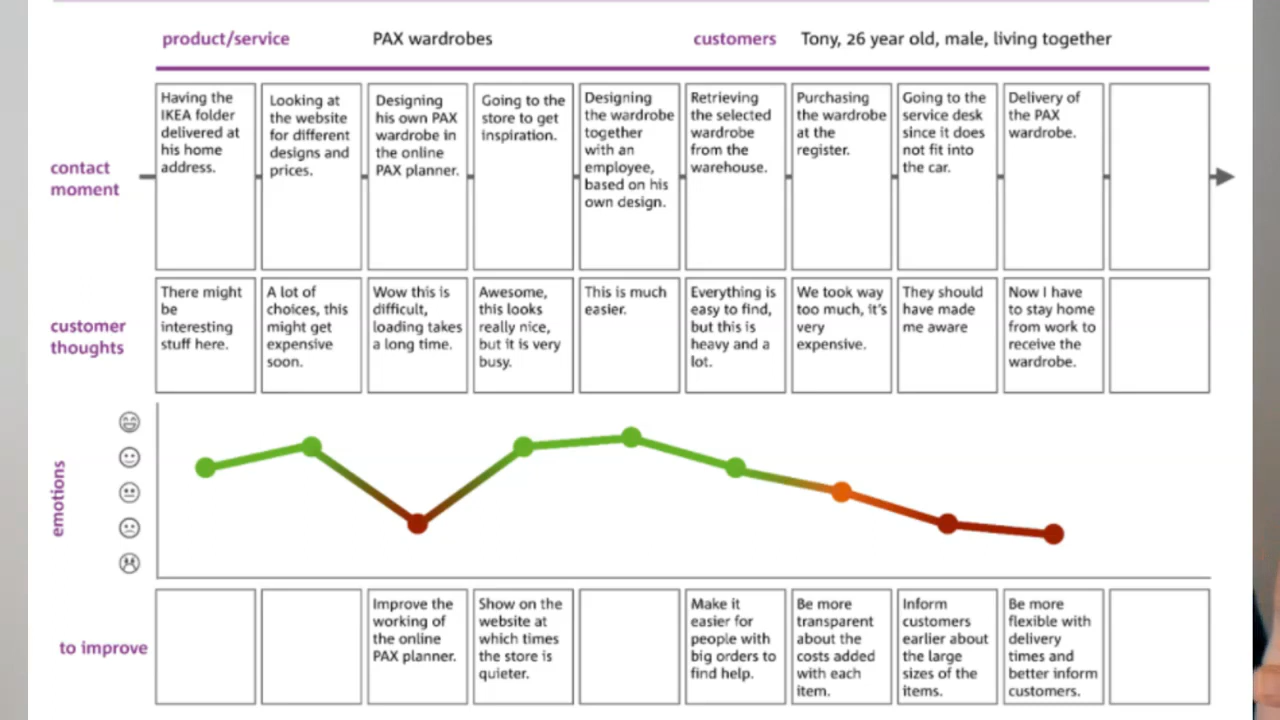 product/service PAX wardrobes customers Tony, 26 year old, male, living together
contact
moment
Having the
IKEA folder
delivered at
his home
address.
Looking at
the website
for different
designs and
prices.
Designing
his own PAX
wardrobe in
the online
PAX planner.
Going to the
store to get
inspiration.
Designing
the wardrobe
together
with an
employee,
based on his
own design.
Retrieving
the selected
wardrobe
from the
warehouse.
Purchasing
the wardrobe
at the
register.
Going to the
service desk
since it does
not fit into
the car.
Delivery of
the PAX
wardrobe.
customer
thoughts
There might
be
interesting
stuff here.
A lot of
choices, this
might get
expensive
soon.
Wow this is
difficult,
loading takes
a long time.
Awesome,
this looks
really nice,
but it is very
busy.
This is much
easier.
Everything is
easy to find,
but this is
heavy and a
lot.
We took way
too much, it's
very
expensive.
They should
have made
me aware
Now I have
to stay home
from work to
receive the
wardrobe.
emotions
to improve
Improve the
working of
the online
PAX planner.
Show on the
website at
which times
the store is
quieter.
Make it
easier for
people with
big orders to
find help.
Be more
transparent
about the
costs added
with each
item.
Inform
customers
earlier about
the large
sizes of the
items.
Be more
flexible with
delivery
times and
better inform
customers.